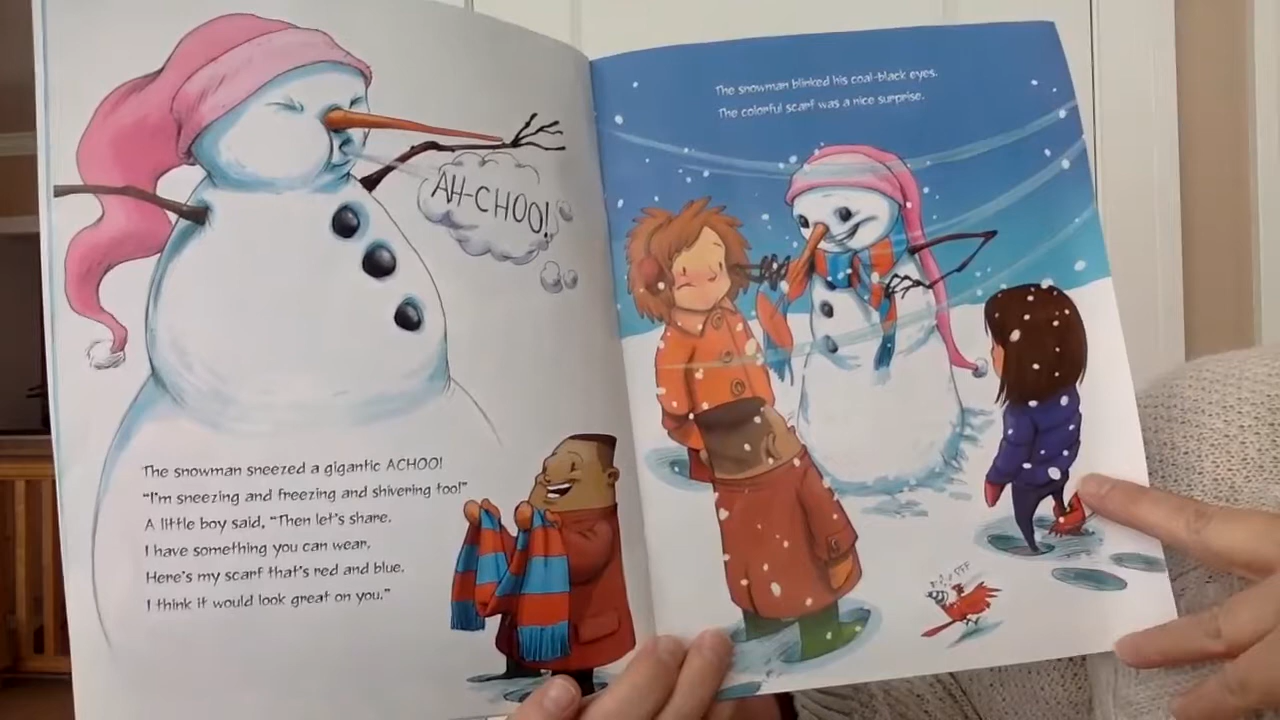 AH-CHOO!
The snowman sneezed a gigantic ACHOO!
"I'm sneezing and freezing and shivering too!"
A little boy said, "Then let's share.
I have something you can wear.
Here's my scarf that's red and blue.
I think it would look great on you."
The snowman blinked his coal-black eyes.
The colorful scarf was a nice surprise.